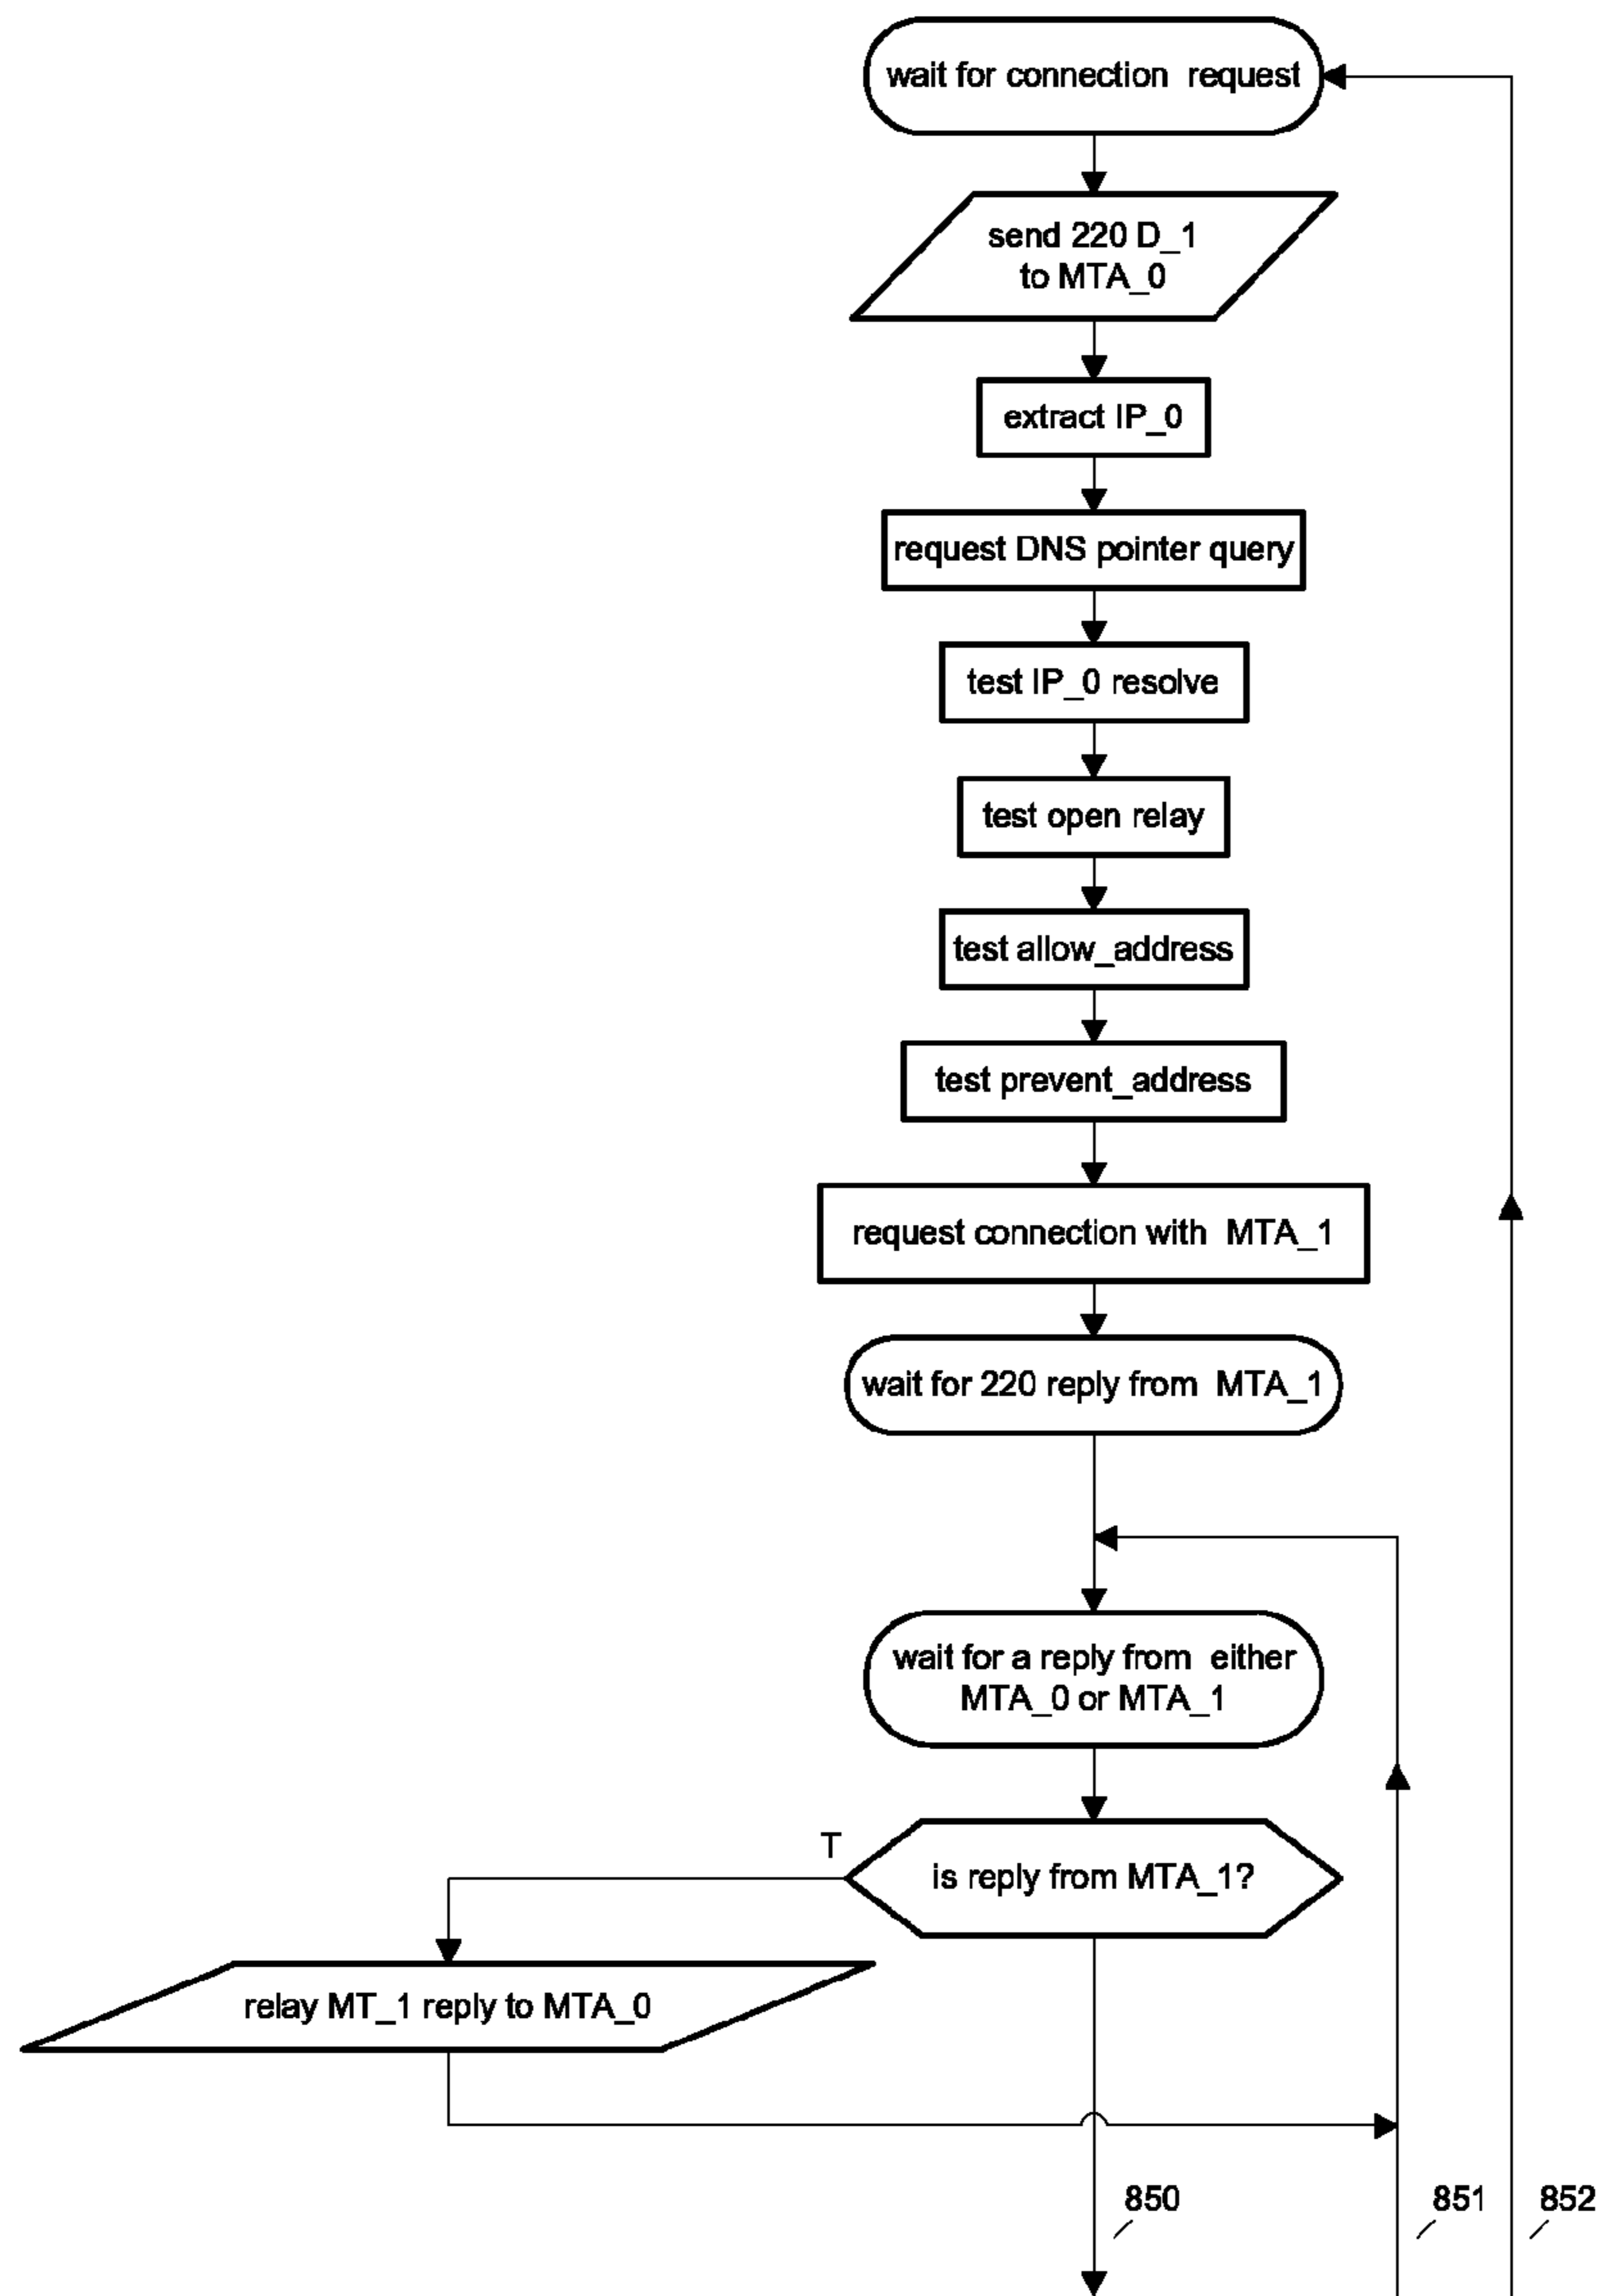 wait for connection request
send 220 D_1
to MTA_0
extract IP_0
request DNS pointer query
test IP_0 resolve
test open relay
test allow_address
test prevent_address
request connection with MTA_1
wait for 220 reply from MTA_1
wait for a reply from either
MTA_0 or MTA_1
T
is reply from MTA_1?
relay MT_1 reply to MTA_0
850
851
852